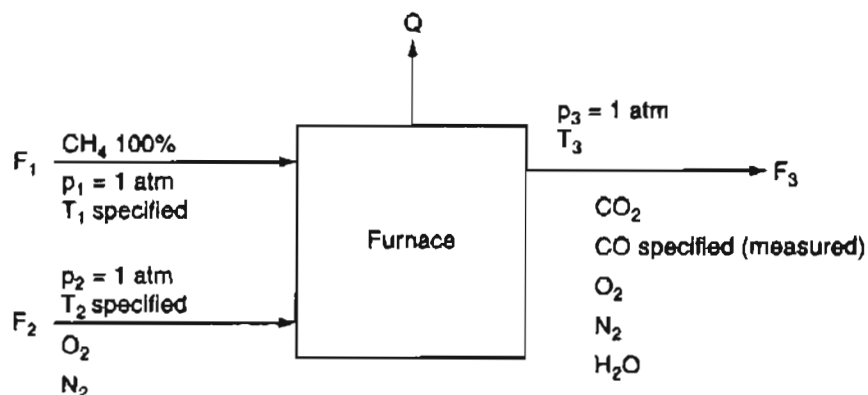 Q
F₁
CH₄ 100%
p₁ = 1 atm
T₁ specified
F₂
p₂ = 1 atm
T₂ specified
O₂
N₂
Furnace
p₃ = 1 atm
T₃
F₃
CO₂
CO specified (measured)
O₂
N₂
H₂O